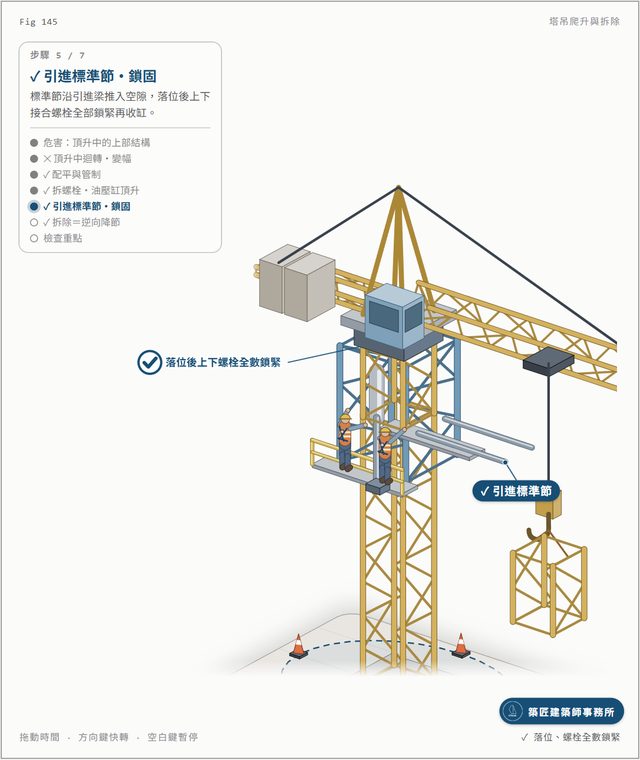 Fig 145
塔吊爬升與拆除
步驟 5 / 7
✓ 引進標準節・鎖固
標準節沿引進梁推入空隙，落位後上下
接合螺栓全部鎖緊再收缸。
危害：頂升中的上部結構
✕ 頂升中迴轉・變幅
✓ 配平與管制
✓ 拆螺栓・油壓缸頂升
✓ 引進標準節・鎖固
✓ 拆除＝逆向降節
檢查重點
落位後上下螺栓全數鎖緊
✓ 引進標準節
築匠建築師事務所
拖動時間 · 方向鍵快轉 · 空白鍵暫停
✓ 落位、螺栓全數鎖緊